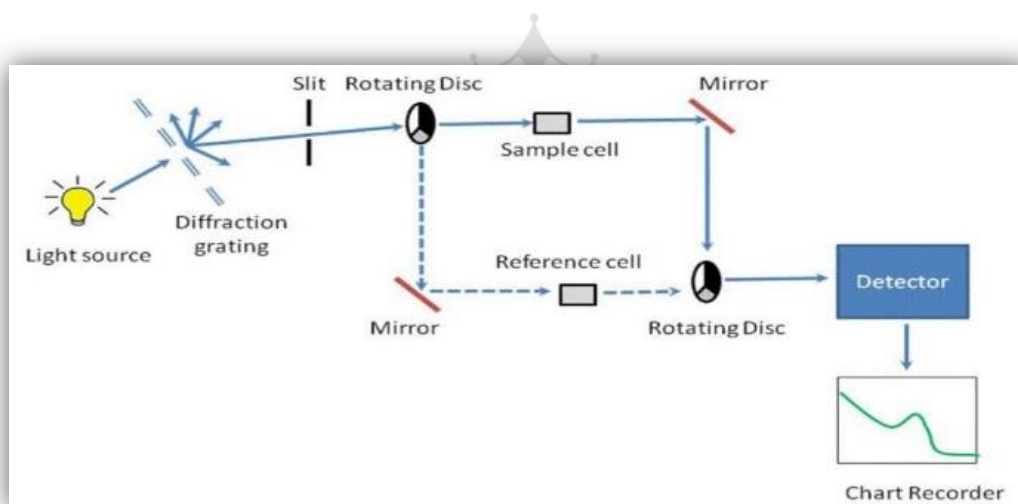 Slit
Rotating Disc
Mirror
Sample cell
Diffraction
grating
Light source
Reference cell
Mirror
Rotating Disc
Detector
Chart Recorder